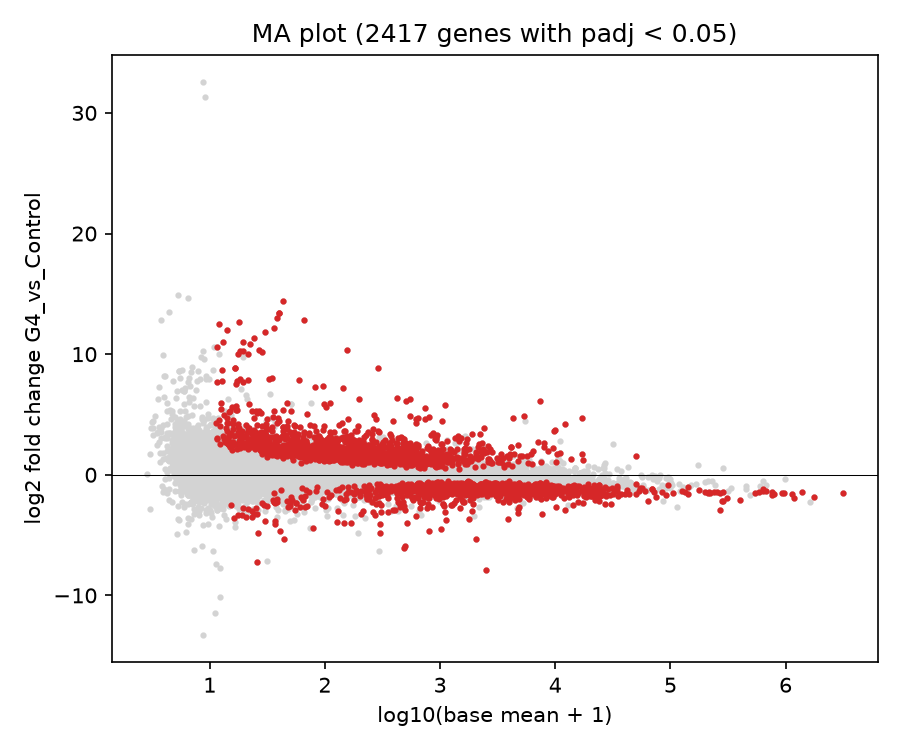 MA plot (2417 genes with padj < 0.05)
log2 fold change G4_vs_Control
30
20
10
0
−10
1 2 3 4 5 6
log10(base mean + 1)